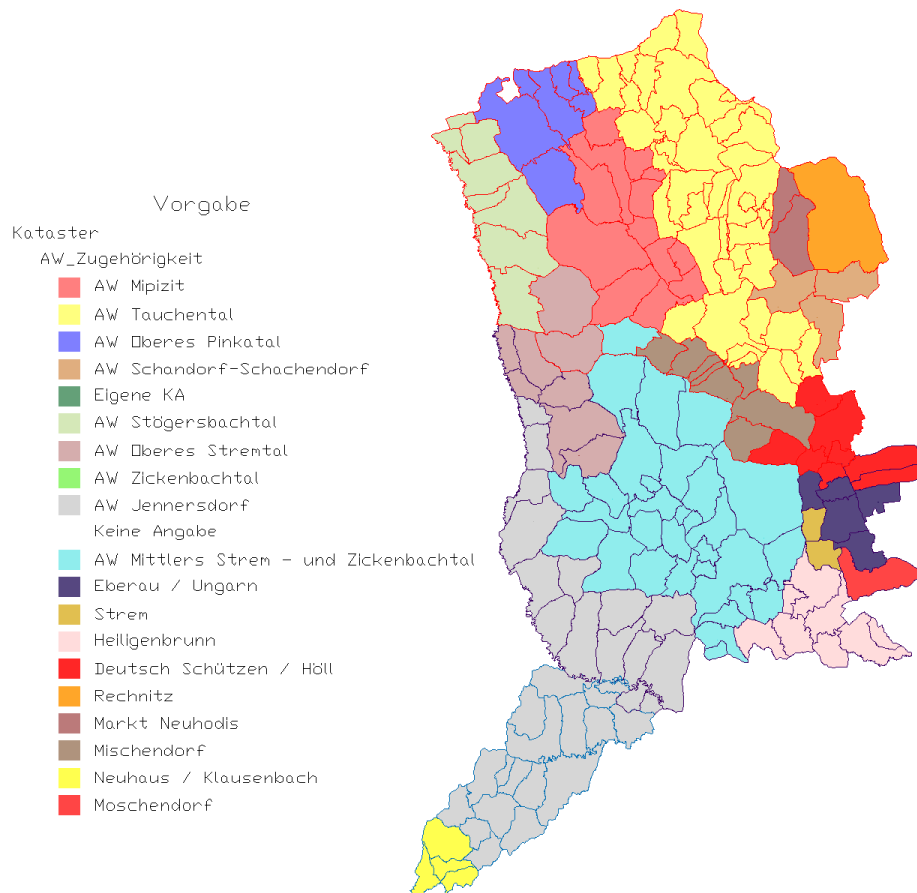 Vorgabe
Kataster
AW_Zugehörigkeit
AW Mipizit
AW Tauchental
AW □beres Pinkatal
AW Schandorf-Schachendorf
Eigene KA
AW Stögersbachtal
AW □beres Stremtal
AW Zickenbachtal
AW Jennersdorf
Keine Angabe
AW Mittlers Strem - und Zickenbachtal
Eberau / Ungarn
Strem
Heiligenbrunn
Deutsch Schützen / Höll
Rechnitz
Markt Neuhodis
Mischendorf
Neuhaus / Klausenbach
Moschendorf